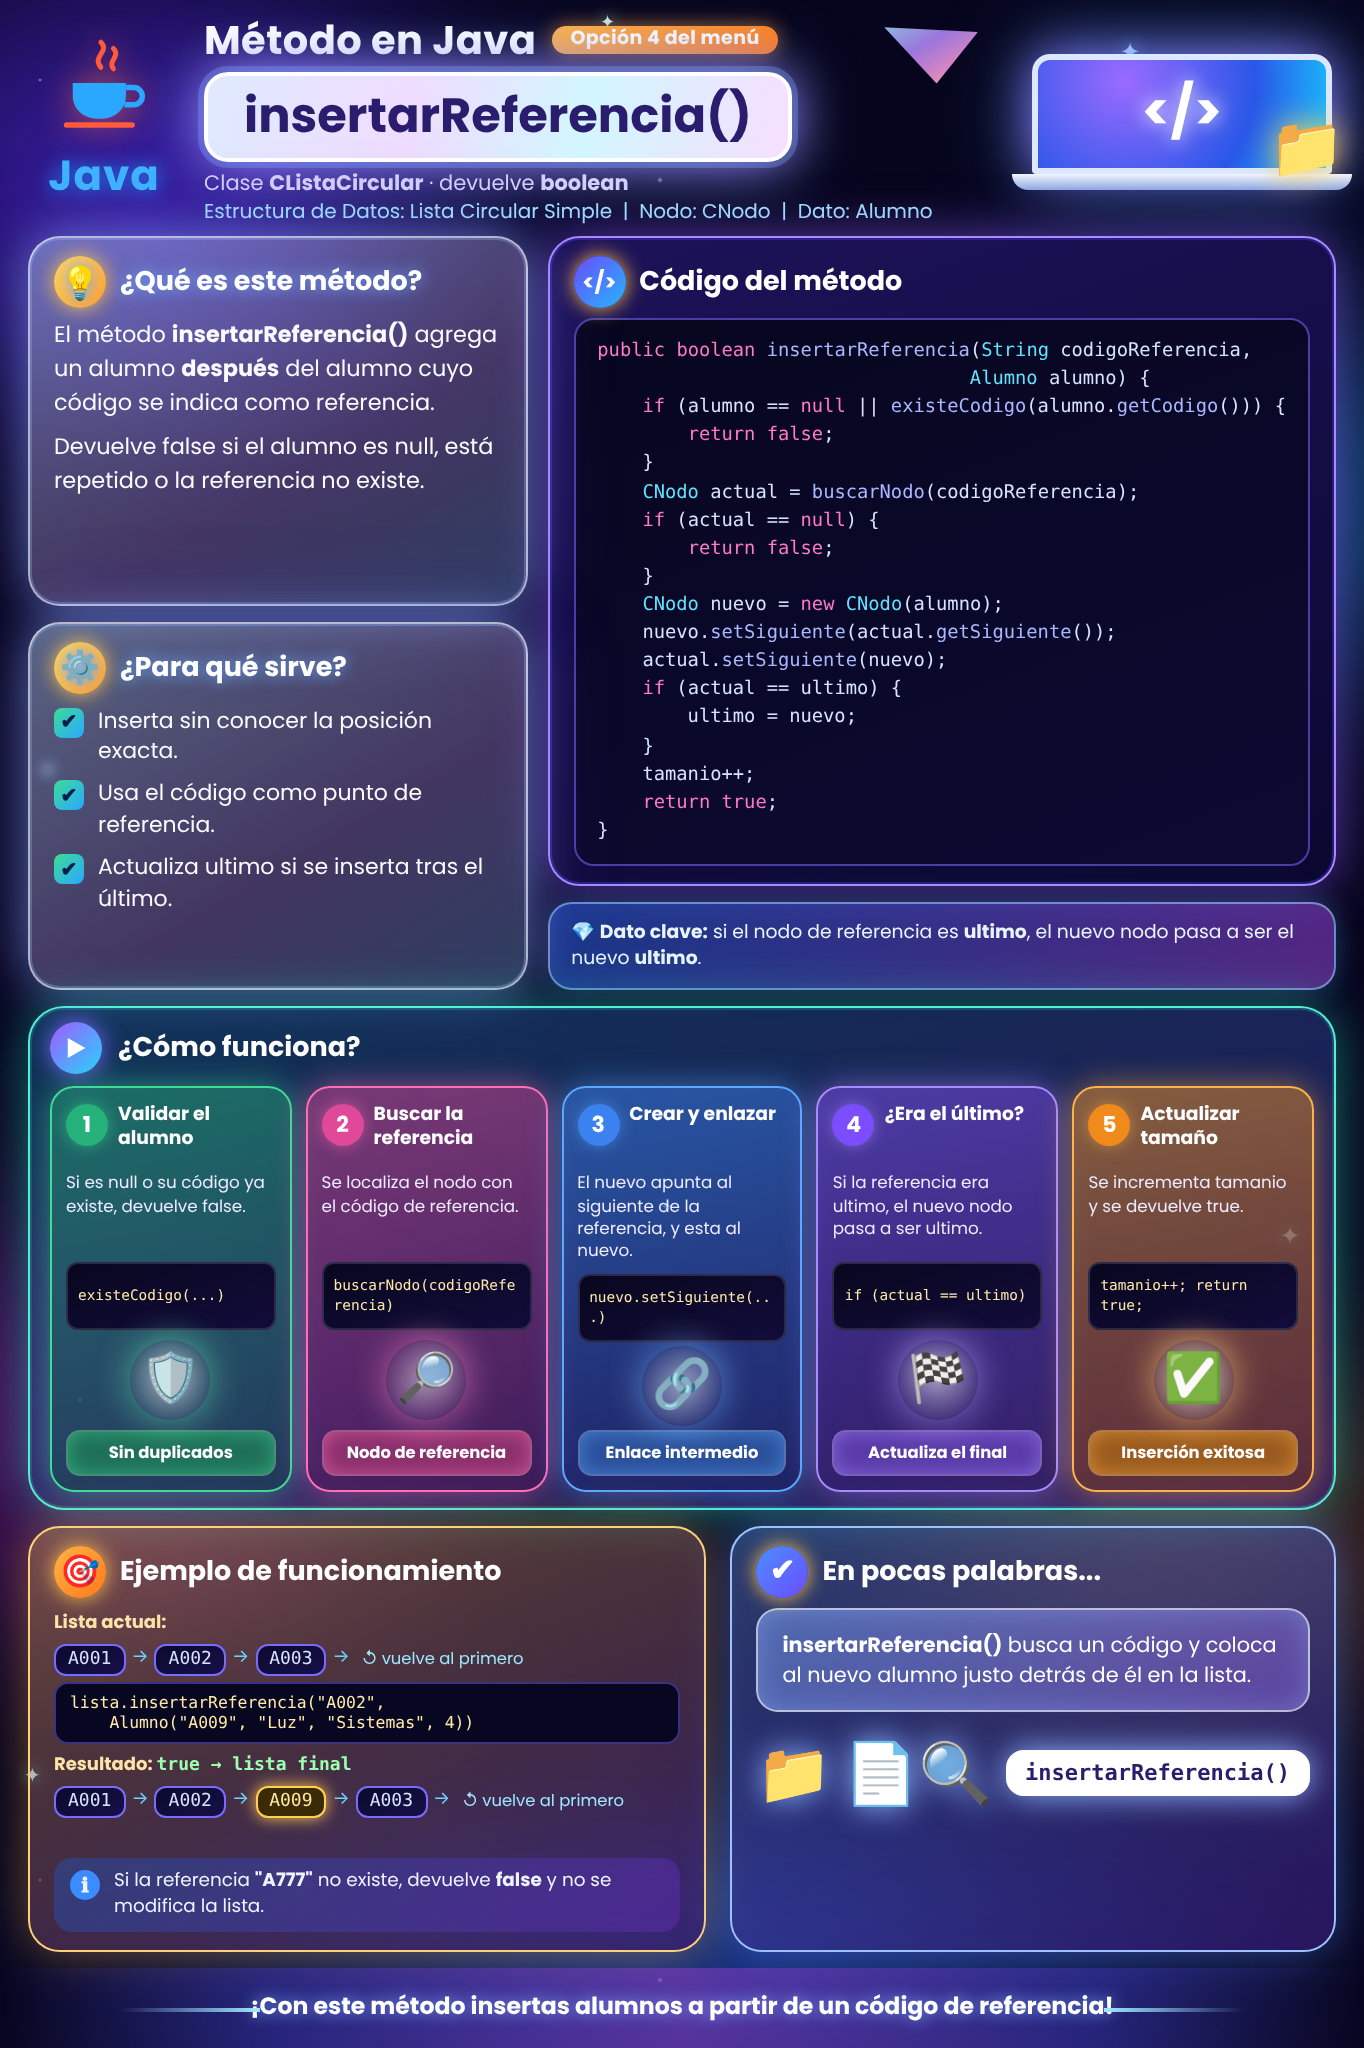 Java
Método en Java
Opción 4 del menú
insertarReferencia()
Clase CListaCircular · devuelve boolean
Estructura de Datos: Lista Circular Simple | Nodo: CNodo | Dato: Alumno
</>
💡 ¿Qué es este método?
El método insertarReferencia() agrega
un alumno después del alumno cuyo
código se indica como referencia.
Devuelve false si el alumno es null, está
repetido o la referencia no existe.
⚙️ ¿Para qué sirve?
✔ Inserta sin conocer la posición
exacta.
✔ Usa el código como punto de
referencia.
✔ Actualiza ultimo si se inserta tras el
último.
</> Código del método
public boolean insertarReferencia(String codigoReferencia,
                                 Alumno alumno) {
    if (alumno == null || existeCodigo(alumno.getCodigo())) {
        return false;
    }
    CNodo actual = buscarNodo(codigoReferencia);
    if (actual == null) {
        return false;
    }
    CNodo nuevo = new CNodo(alumno);
    nuevo.setSiguiente(actual.getSiguiente());
    actual.setSiguiente(nuevo);
    if (actual == ultimo) {
        ultimo = nuevo;
    }
    tamanio++;
    return true;
}
💎 Dato clave: si el nodo de referencia es ultimo, el nuevo nodo pasa a ser el
nuevo ultimo.
▶ ¿Cómo funciona?
1 Validar el
alumno
Si es null o su código ya
existe, devuelve false.
existeCodigo(...)
Sin duplicados
2 Buscar la
referencia
Se localiza el nodo con
el código de referencia.
buscarNodo(codigoRefe
rencia)
Nodo de referencia
3 Crear y enlazar
El nuevo apunta al
siguiente de la
referencia, y esta al
nuevo.
nuevo.setSiguiente(..
.)
Enlace intermedio
4 ¿Era el último?
Si la referencia era
ultimo, el nuevo nodo
pasa a ser ultimo.
if (actual == ultimo)
Actualiza el final
5 Actualizar
tamaño
Se incrementa tamanio
y se devuelve true.
tamanio++; return
true;
Inserción exitosa
🎯 Ejemplo de funcionamiento
Lista actual:
A001 → A002 → A003 → ↺ vuelve al primero
lista.insertarReferencia("A002",
    Alumno("A009", "Luz", "Sistemas", 4))
Resultado: true → lista final
A001 → A002 → A009 → A003 → ↺ vuelve al primero
ℹ Si la referencia "A777" no existe, devuelve false y no se
modifica la lista.
✔ En pocas palabras...
insertarReferencia() busca un código y coloca
al nuevo alumno justo detrás de él en la lista.
insertarReferencia()
¡Con este método insertas alumnos a partir de un código de referencia!